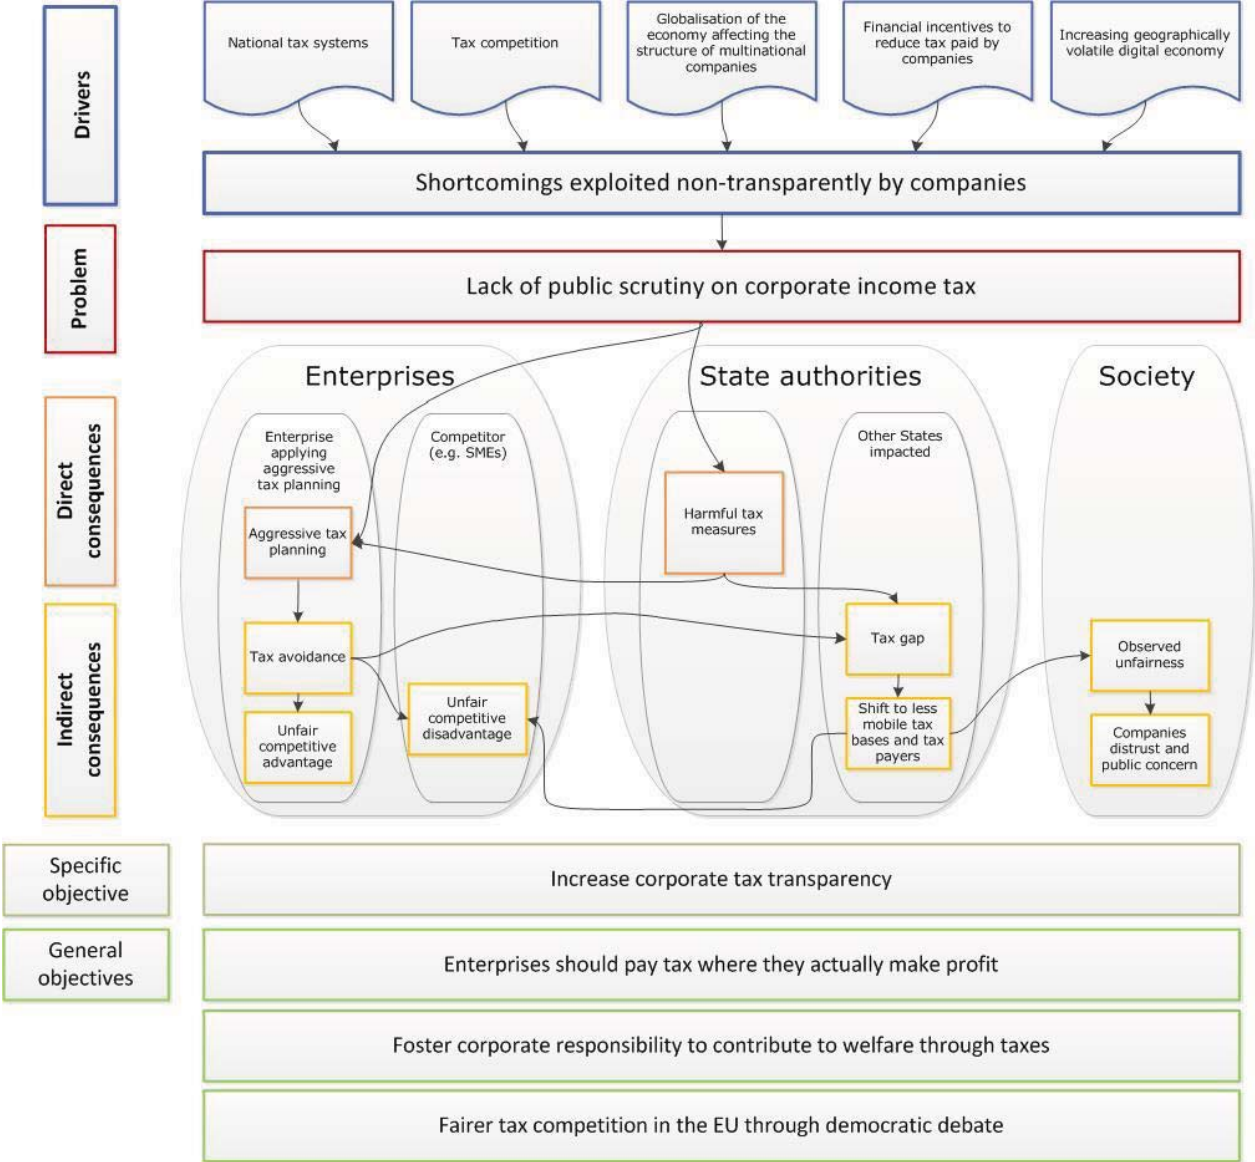 Drivers
National tax systems
Tax competition
Globalisation of the
economy affecting the
structure of multinational
companies
Financial incentives to
reduce tax paid by
companies
Increasing geographically
volatile digital economy
Shortcomings exploited non-transparently by companies
Problem
Lack of public scrutiny on corporate income tax
Direct
consequences
Enterprises
State authorities
Society
Enterprise
applying
aggressive
tax planning
Competitor
(e.g. SMEs)
Other States
impacted
Aggressive tax
planning
Harmful tax
measures
Indirect
consequences
Tax avoidance
Unfair
competitive
advantage
Unfair
competitive
disadvantage
Tax gap
Shift to less
mobile tax
bases and tax
payers
Observed
unfairness
Companies
distrust and
public concern
Specific
objective
Increase corporate tax transparency
General
objectives
Enterprises should pay tax where they actually make profit
Foster corporate responsibility to contribute to welfare through taxes
Fairer tax competition in the EU through democratic debate